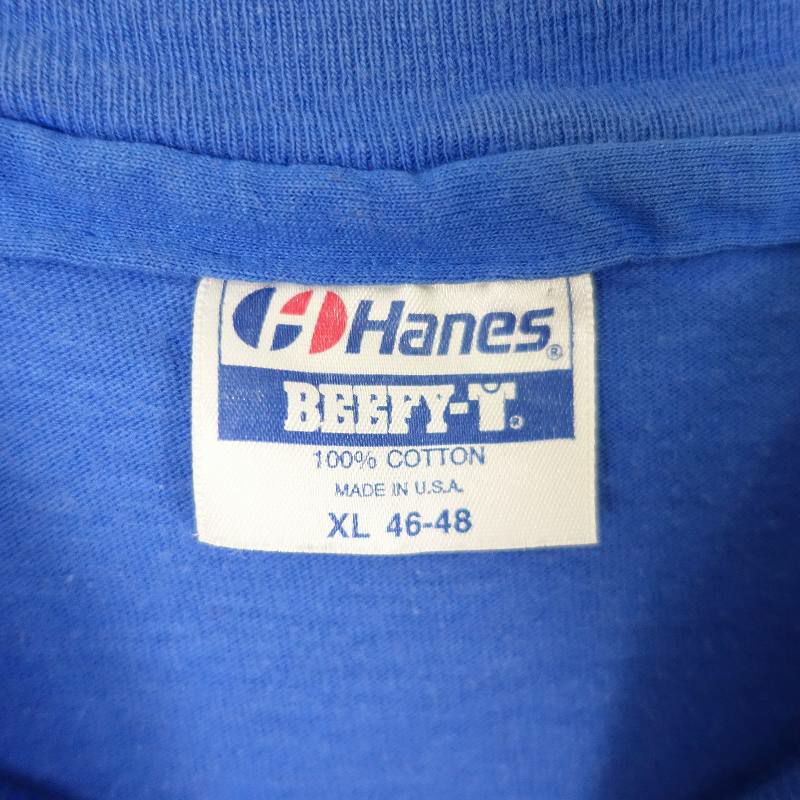 Hanes®
BEEFY-T®
100% COTTON
MADE IN U.S.A.
XL 46-48